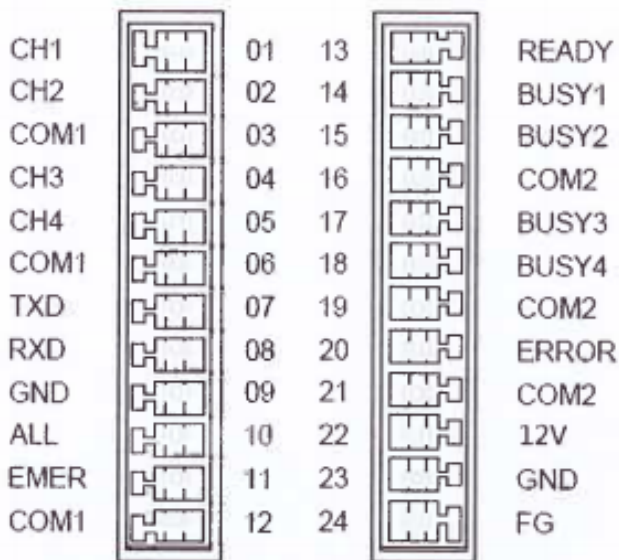 CH1 01 13 READY
CH2 02 14 BUSY1
COM1 03 15 BUSY2
CH3 04 16 COM2
CH4 05 17 BUSY3
COM1 06 18 BUSY4
TXD 07 19 COM2
RXD 08 20 ERROR
GND 09 21 COM2
ALL 10 22 12V
EMER 11 23 GND
COM1 12 24 FG